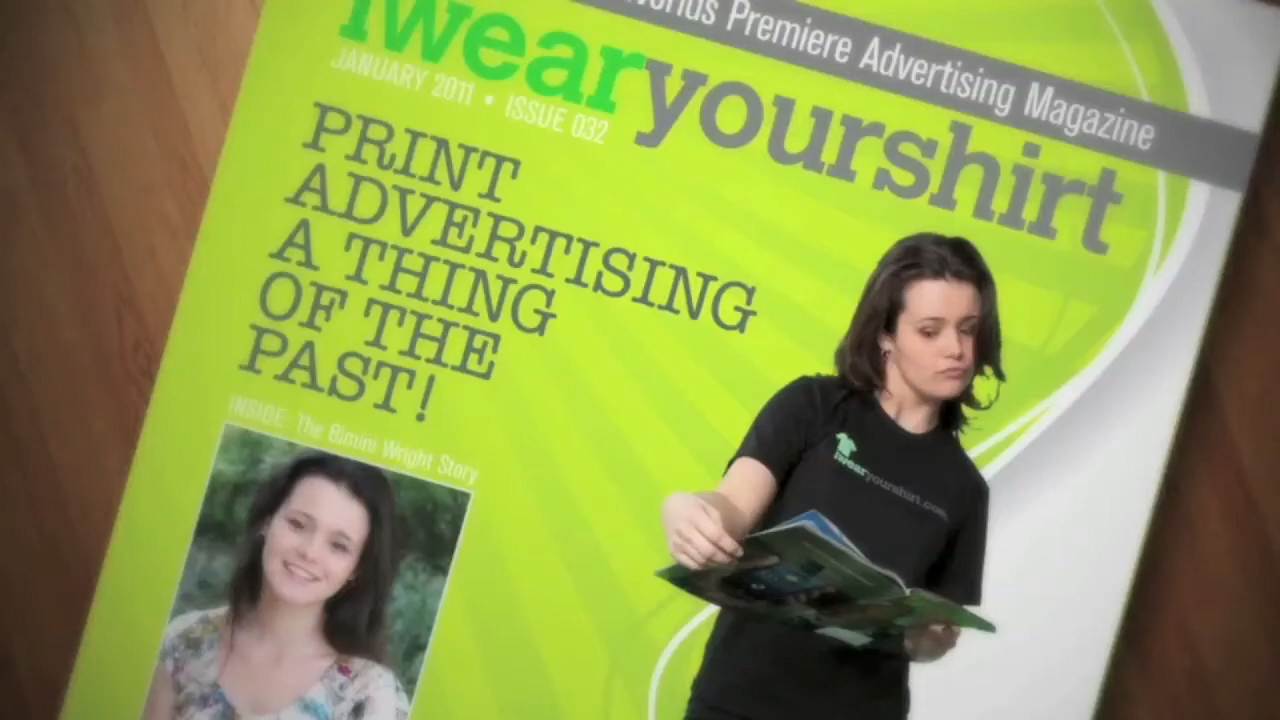 Worlds Premiere Advertising Magazine
iwearyourshirt
JANUARY 2011 • ISSUE 032
PRINT
ADVERTISING
A THING
OF THE
PAST!
INSIDE: The Bimini Wright Story
iwearyourshirt.com